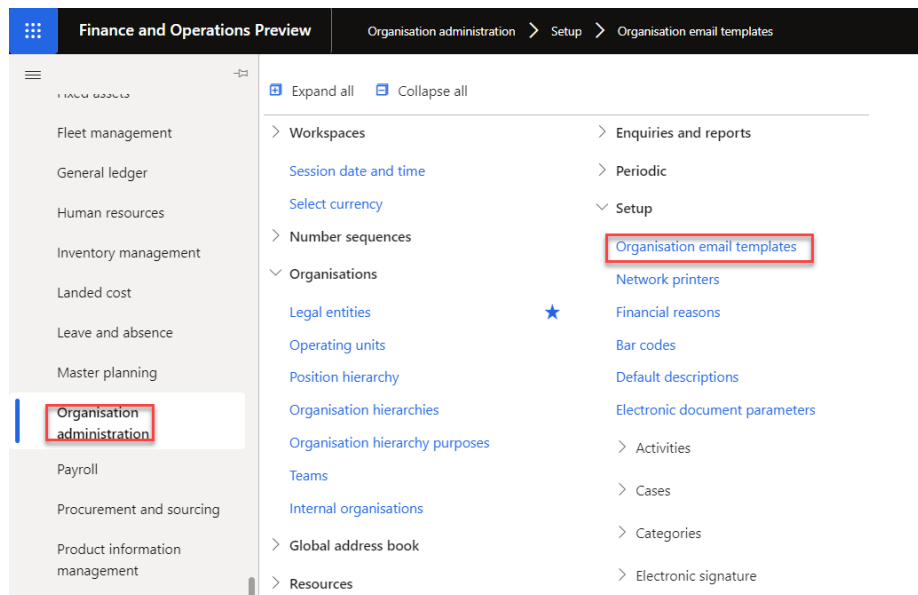 Finance and Operations Preview
Organisation administration > Setup > Organisation email templates
Fixed assets
Fleet management
General ledger
Human resources
Inventory management
Landed cost
Leave and absence
Master planning
Organisation
administration
Payroll
Procurement and sourcing
Product information
management
Expand all
Collapse all
Workspaces
Session date and time
Select currency
Number sequences
Organisations
Legal entities
Operating units
Position hierarchy
Organisation hierarchies
Organisation hierarchy purposes
Teams
Internal organisations
Global address book
Resources
Enquiries and reports
Periodic
Setup
Organisation email templates
Network printers
Financial reasons
Bar codes
Default descriptions
Electronic document parameters
Activities
Cases
Categories
Electronic signature